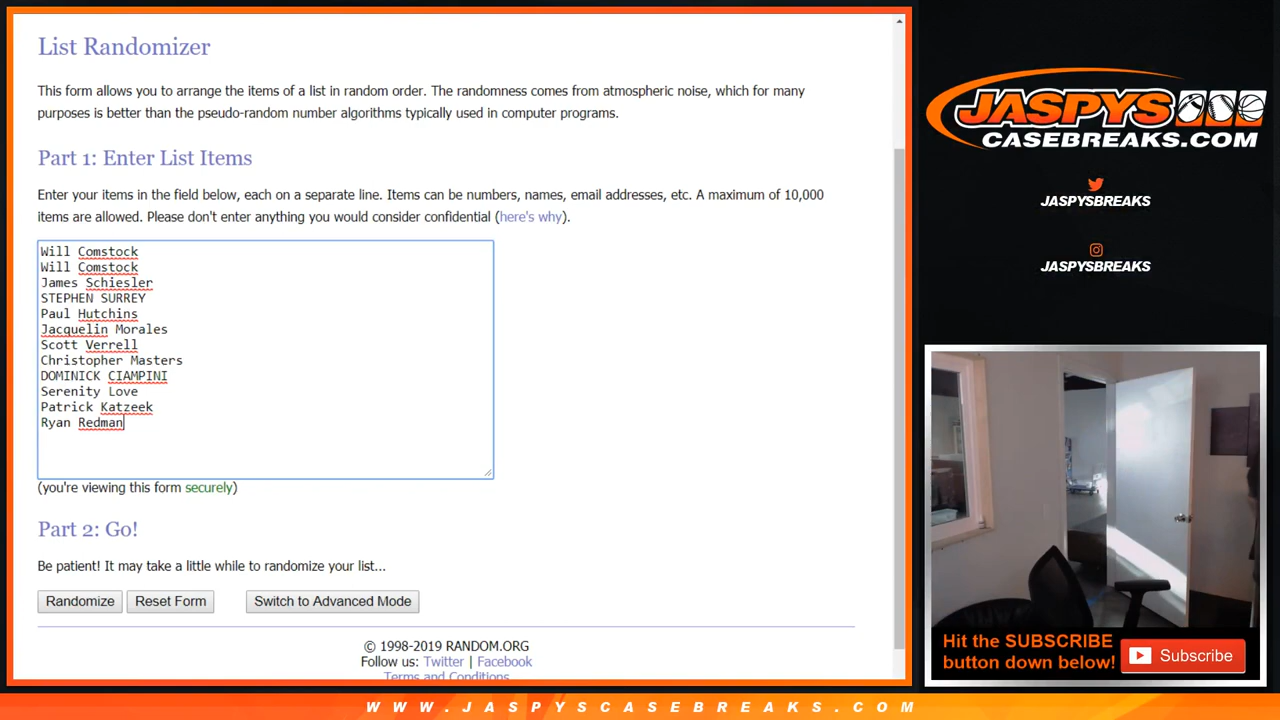 List Randomizer
This form allows you to arrange the items of a list in random order. The randomness comes from atmospheric noise, which for many
purposes is better than the pseudo-random number algorithms typically used in computer programs.
Part 1: Enter List Items
Enter your items in the field below, each on a separate line. Items can be numbers, names, email addresses, etc. A maximum of 10,000
items are allowed. Please don't enter anything you would consider confidential (here's why).
Will Comstock
Will Comstock
James Schiesler
STEPHEN SURREY
Paul Hutchins
Jacquelin Morales
Scott Verrell
Christopher Masters
DOMINICK CIAMPINI
Serenity Love
Patrick Katzeek
Ryan Redman
(you're viewing this form securely)
Part 2: Go!
Be patient! It may take a little while to randomize your list...
Randomize Reset Form Switch to Advanced Mode
© 1998-2019 RANDOM.ORG
Follow us: Twitter | Facebook
Terms and Conditions
JASPYS
CASEBREAKS.COM
JASPYSBREAKS
JASPYSBREAKS
Hit the SUBSCRIBE
button down below!
Subscribe
WWW.JASPYSCASEBREAKS.COM